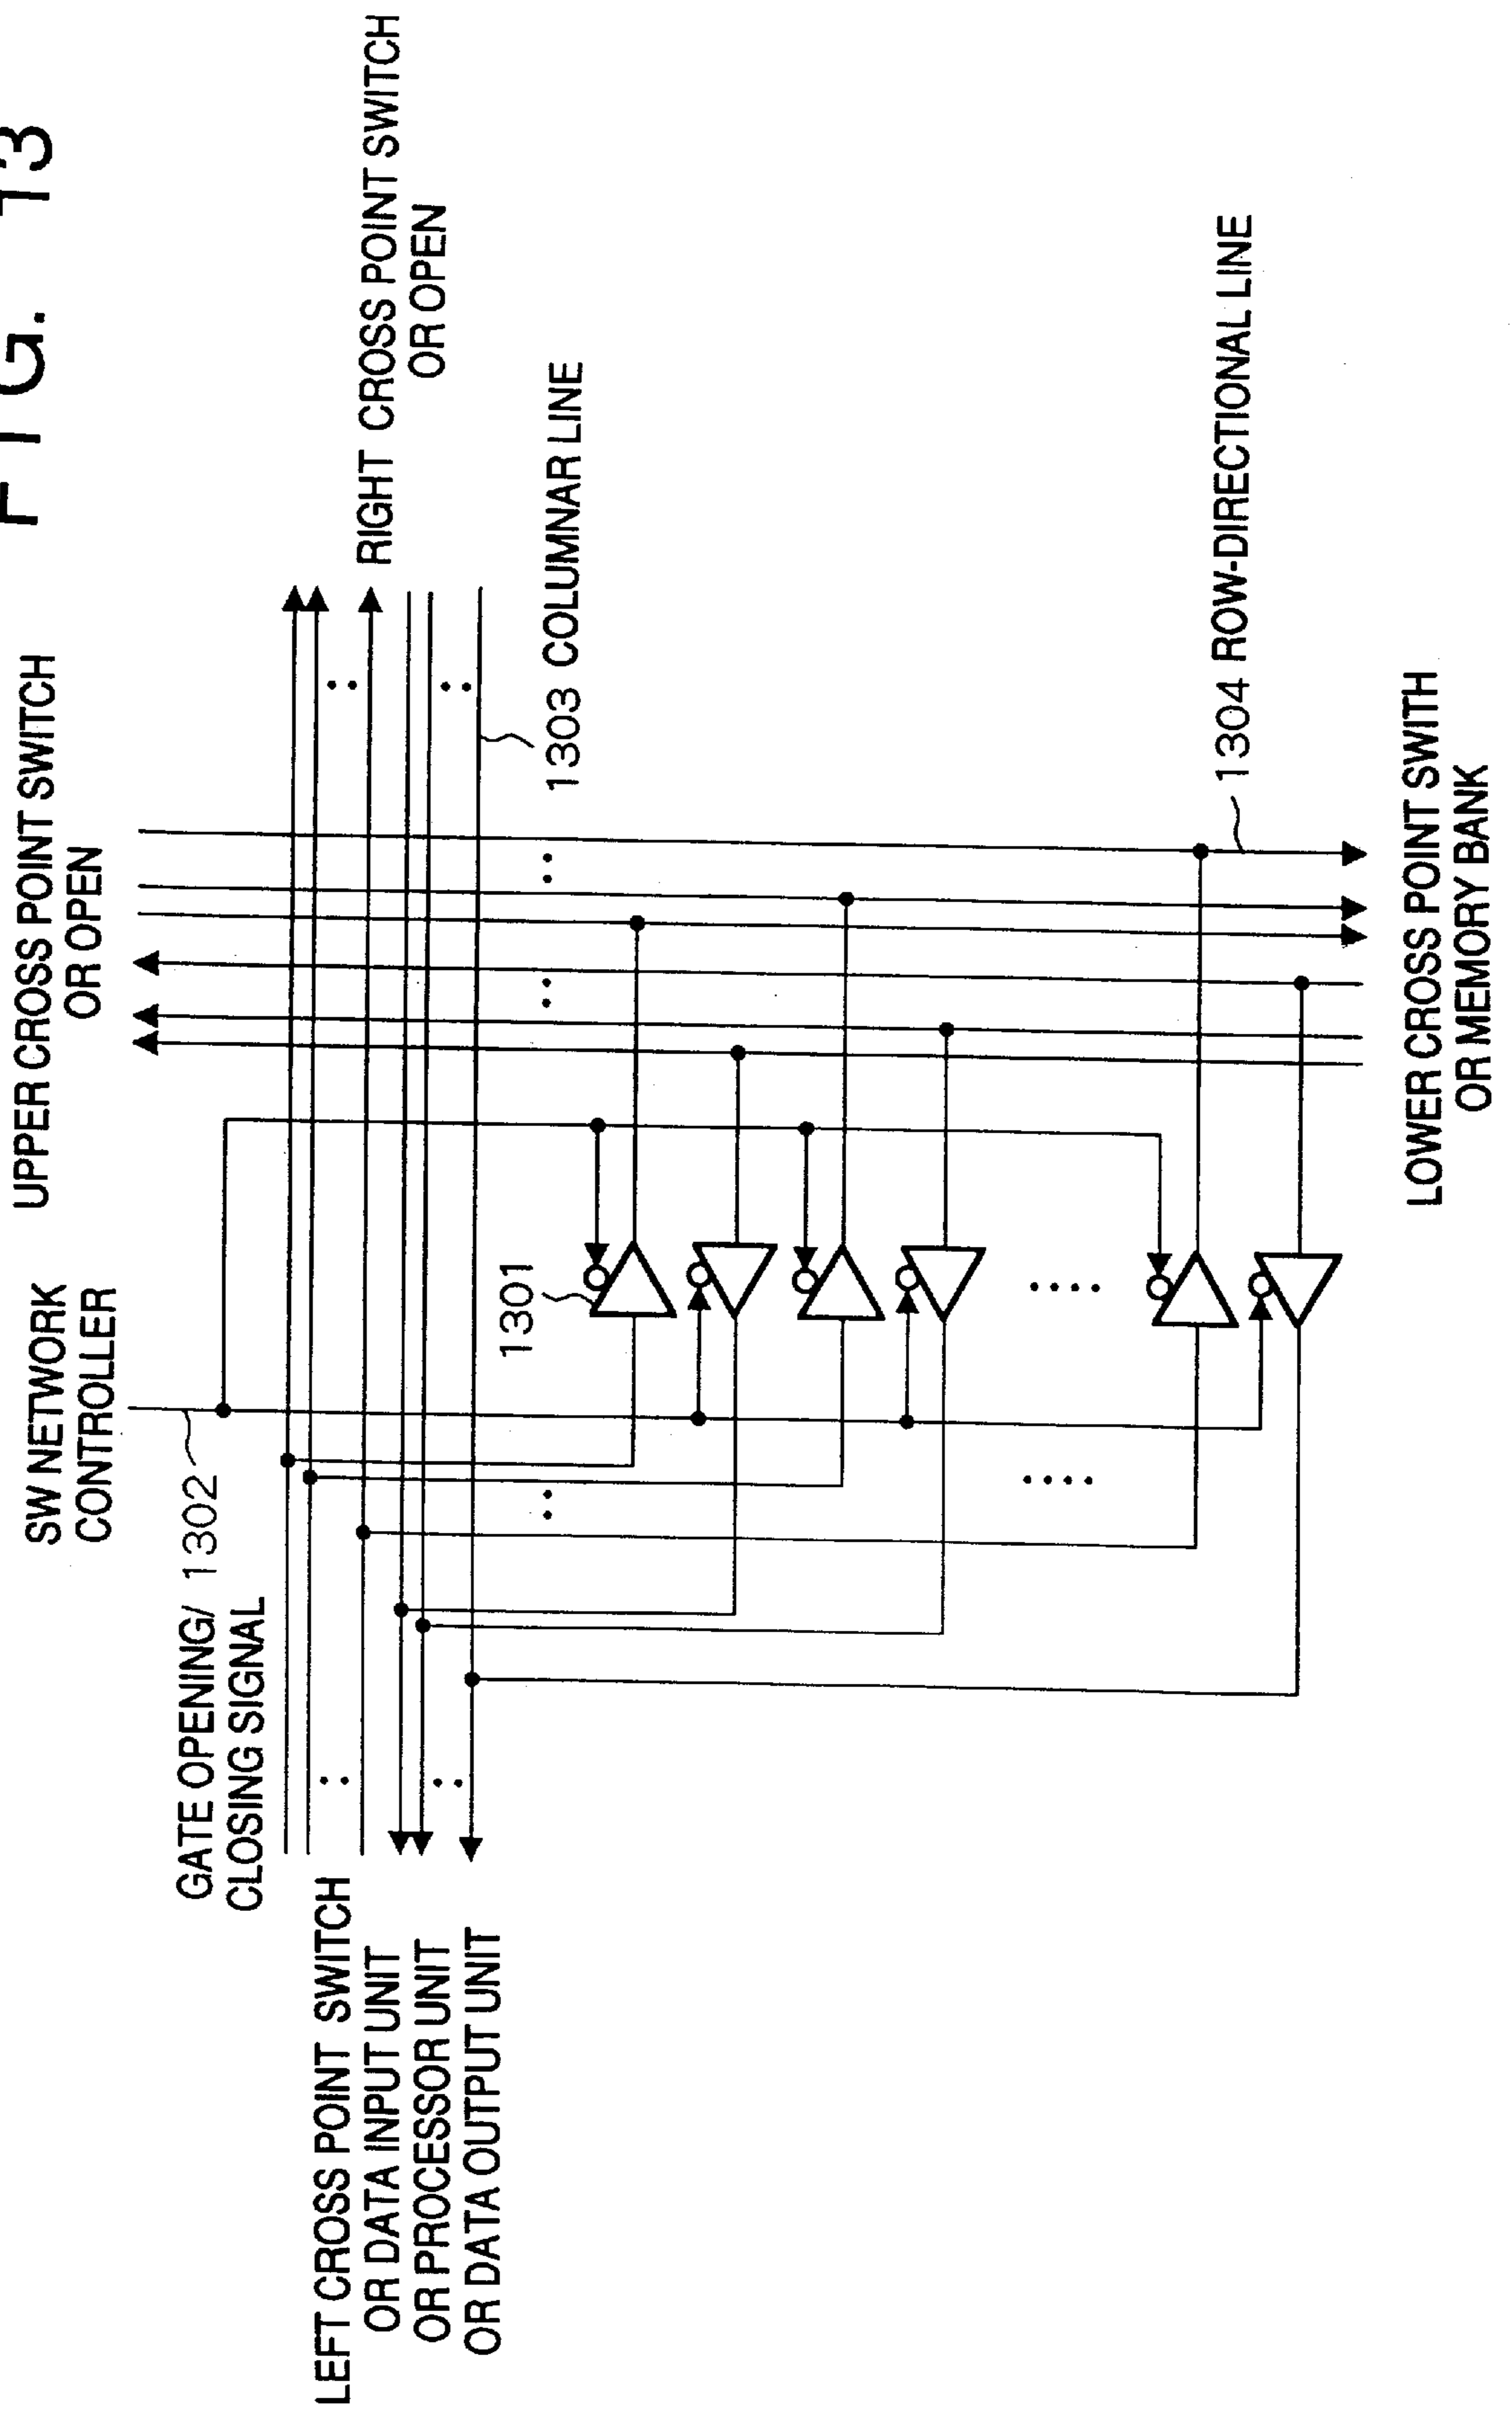 FIG. 13
UPPER CROSS POINT SWITCH
OR OPEN
SW NETWORK
CONTROLLER
GATE OPENING/
CLOSING SIGNAL
1302
RIGHT CROSS POINT SWITCH
OR OPEN
LEFT CROSS POINT SWITCH
OR DATA INPUT UNIT
OR PROCESSOR UNIT
OR DATA OUTPUT UNIT
1303 COLUMNAR LINE
1301
1304 ROW-DIRECTIONAL LINE
LOWER CROSS POINT SWITH
OR MEMORY BANK